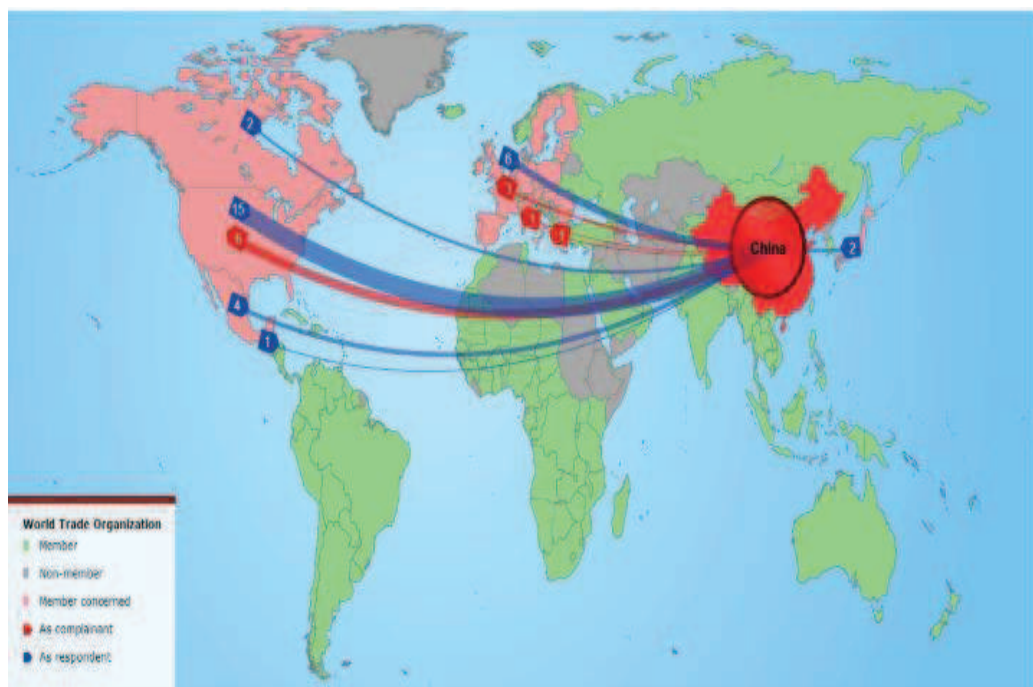 2
6
15
China
2
4
1
World Trade Organization
Member
Non-member
Member concerned
As complainant
As respondent